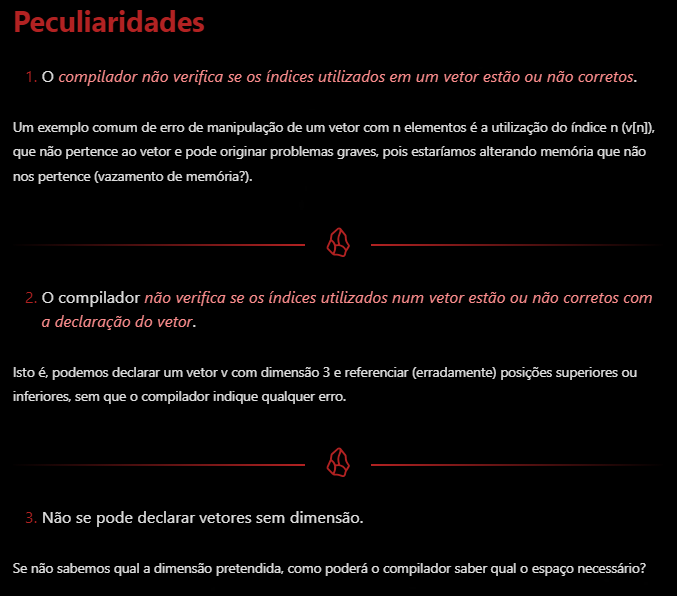 Peculiaridades
1. O compilador não verifica se os índices utilizados em um vetor estão ou não corretos.
Um exemplo comum de erro de manipulação de um vetor com n elementos é a utilização do índice n (v[n]),
que não pertence ao vetor e pode originar problemas graves, pois estaríamos alterando memória que não
nos pertence (vazamento de memória?).
2. O compilador não verifica se os índices utilizados num vetor estão ou não corretos com
a declaração do vetor.
Isto é, podemos declarar um vetor v com dimensão 3 e referenciar (erradamente) posições superiores ou
inferiores, sem que o compilador indique qualquer erro.
3. Não se pode declarar vetores sem dimensão.
Se não sabemos qual a dimensão pretendida, como poderá o compilador saber qual o espaço necessário?